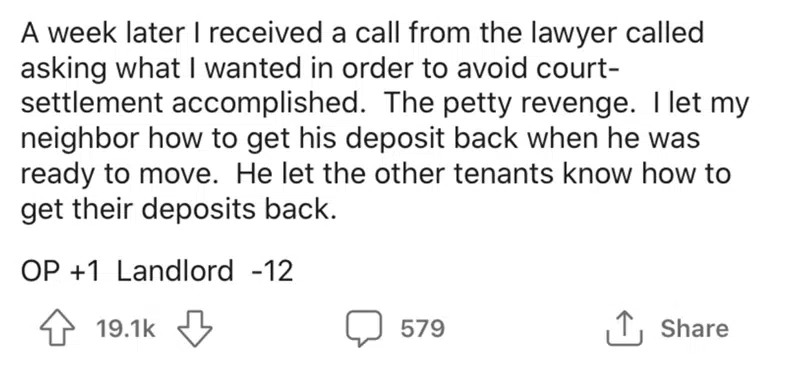 A week later I received a call from the lawyer called
asking what I wanted in order to avoid court-
settlement accomplished.  The petty revenge.  I let my
neighbor how to get his deposit back when he was
ready to move.  He let the other tenants know how to
get their deposits back.
OP +1  Landlord  -12
19.1k 579 Share